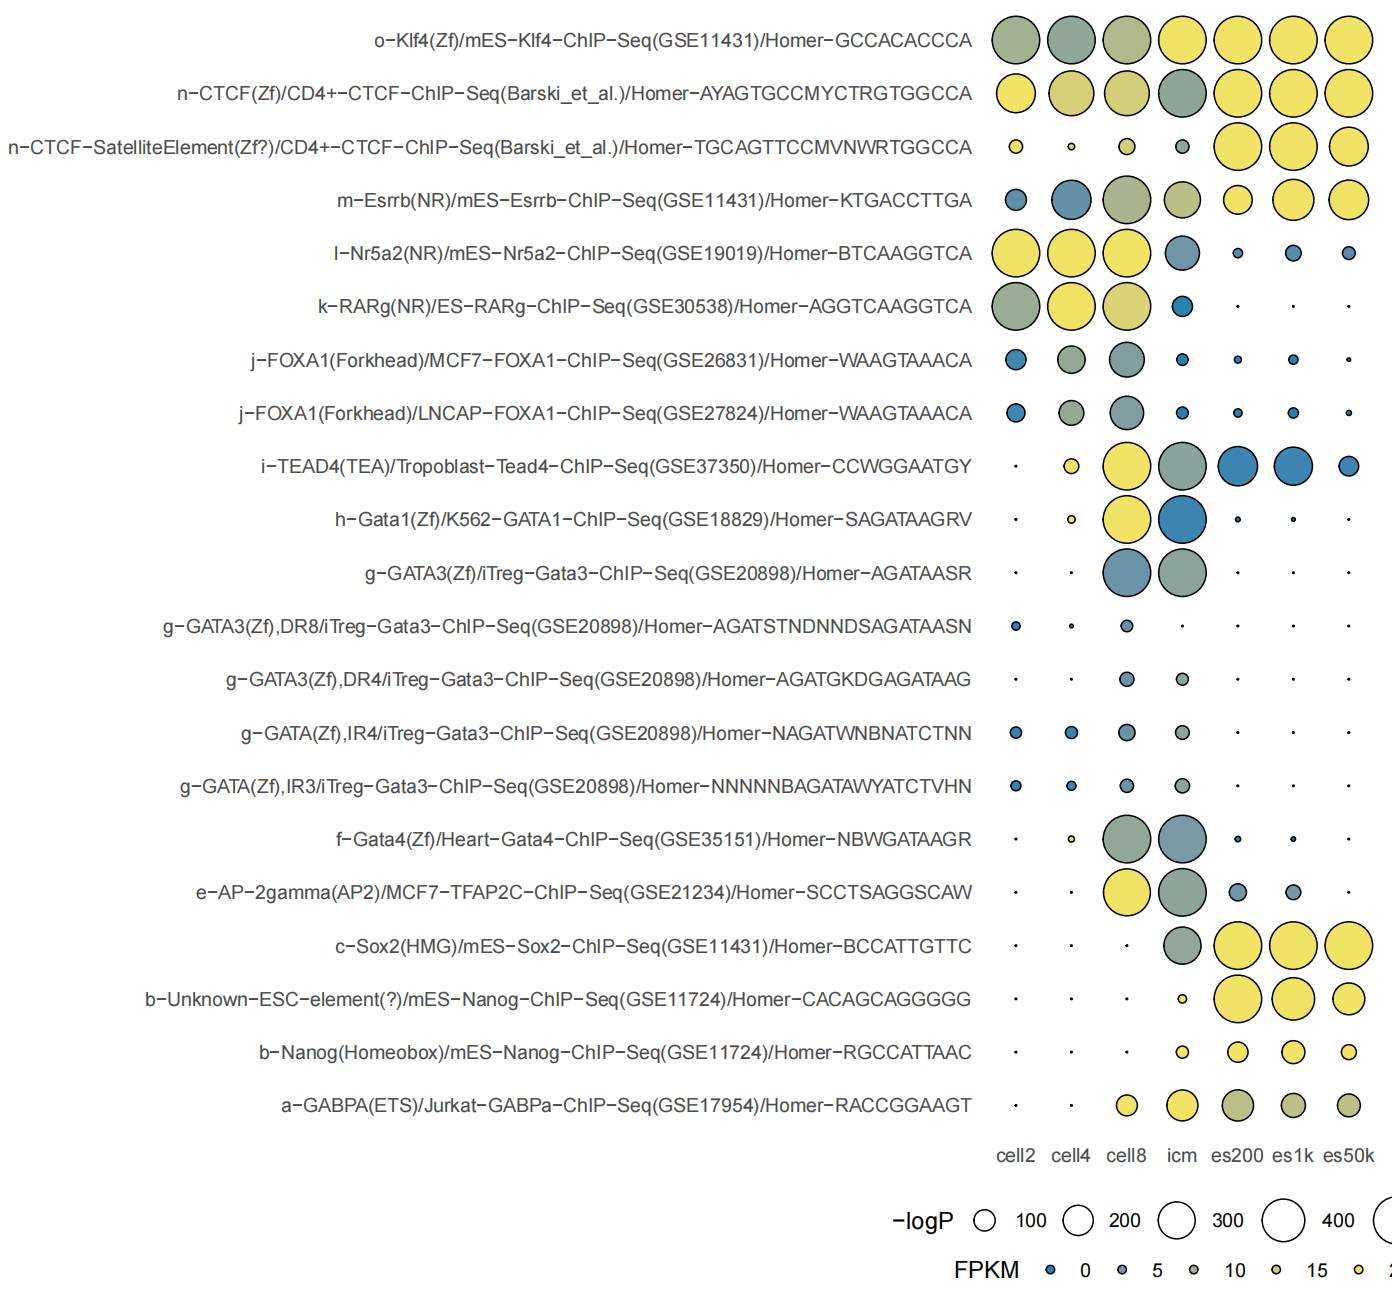 o−Klf4(Zf)/mES−Klf4−ChIP−Seq(GSE11431)/Homer−GCCACACCCA
n−CTCF(Zf)/CD4+−CTCF−ChIP−Seq(Barski_et_al.)/Homer−AYAGTGCCMYCTRGTGGCCA
n−CTCF−SatelliteElement(Zf?)/CD4+−CTCF−ChIP−Seq(Barski_et_al.)/Homer−TGCAGTTCCMVNWRTGGCCA
m−Esrrb(NR)/mES−Esrrb−ChIP−Seq(GSE11431)/Homer−KTGACCTTGA
l−Nr5a2(NR)/mES−Nr5a2−ChIP−Seq(GSE19019)/Homer−BTCAAGGTCA
k−RARg(NR)/ES−RARg−ChIP−Seq(GSE30538)/Homer−AGGTCAAGGTCA
j−FOXA1(Forkhead)/MCF7−FOXA1−ChIP−Seq(GSE26831)/Homer−WAAGTAAACA
j−FOXA1(Forkhead)/LNCAP−FOXA1−ChIP−Seq(GSE27824)/Homer−WAAGTAAACA
i−TEAD4(TEA)/Tropoblast−Tead4−ChIP−Seq(GSE37350)/Homer−CCWGGAATGY
h−Gata1(Zf)/K562−GATA1−ChIP−Seq(GSE18829)/Homer−SAGATAAGRV
g−GATA3(Zf)/iTreg−Gata3−ChIP−Seq(GSE20898)/Homer−AGATAASR
g−GATA3(Zf),DR8/iTreg−Gata3−ChIP−Seq(GSE20898)/Homer−AGATSTNDNNDSAGATAASN
g−GATA3(Zf),DR4/iTreg−Gata3−ChIP−Seq(GSE20898)/Homer−AGATGKDGAGATAAG
g−GATA(Zf),IR4/iTreg−Gata3−ChIP−Seq(GSE20898)/Homer−NAGATWNBNATCTNN
g−GATA(Zf),IR3/iTreg−Gata3−ChIP−Seq(GSE20898)/Homer−NNNNNBAGATAWYATCTVHN
f−Gata4(Zf)/Heart−Gata4−ChIP−Seq(GSE35151)/Homer−NBWGATAAGR
e−AP−2gamma(AP2)/MCF7−TFAP2C−ChIP−Seq(GSE21234)/Homer−SCCTSAGGSCAW
c−Sox2(HMG)/mES−Sox2−ChIP−Seq(GSE11431)/Homer−BCCATTGTTC
b−Unknown−ESC−element(?)/mES−Nanog−ChIP−Seq(GSE11724)/Homer−CACAGCAGGGGG
b−Nanog(Homeobox)/mES−Nanog−ChIP−Seq(GSE11724)/Homer−RGCCATTAAC
a−GABPA(ETS)/Jurkat−GABPa−ChIP−Seq(GSE17954)/Homer−RACCGGAAGT
cell2 cell4 cell8 icm es200 es1k es50k
−logP 100 200 300 400
FPKM 0 5 10 15